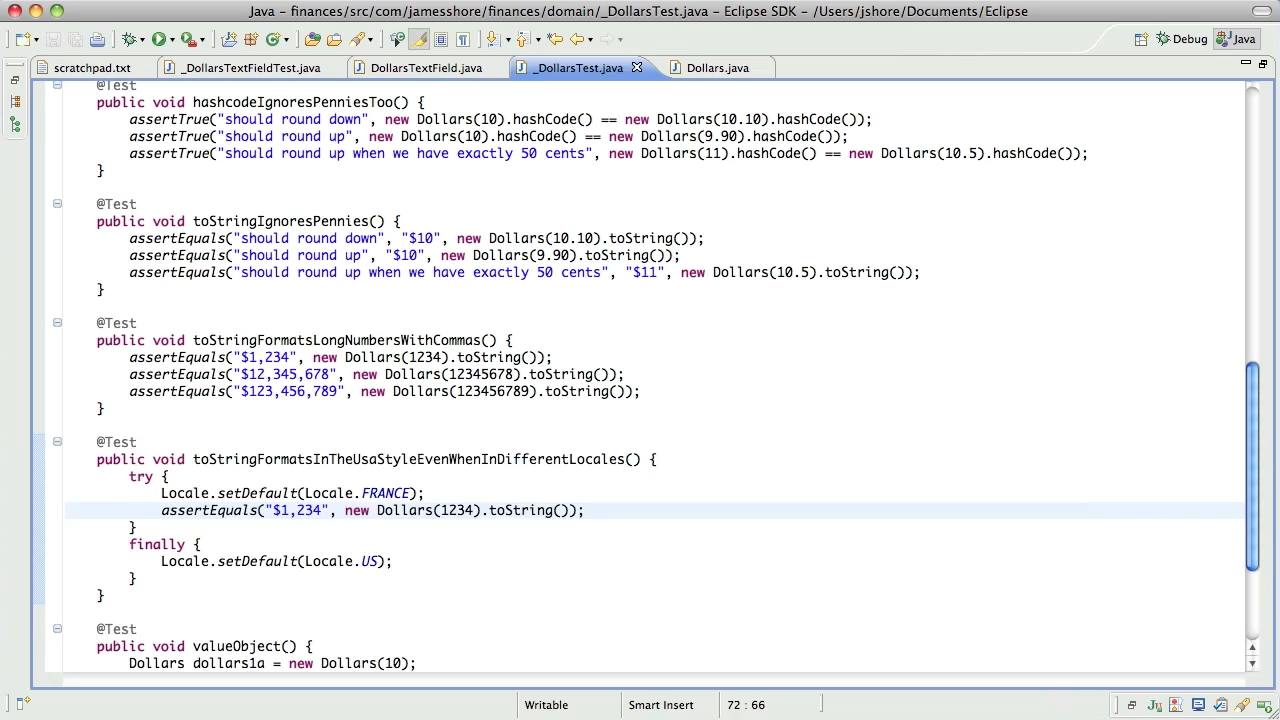 Java – finances/src/com/jamesshore/finances/domain/_DollarsTest.java – Eclipse SDK – /Users/jshore/Documents/Eclipse
Debug Java
scratchpad.txt _DollarsTextFieldTest.java DollarsTextField.java _DollarsTest.java Dollars.java
@Test
public void hashcodeIgnoresPenniesToo() {
assertTrue("should round down", new Dollars(10).hashCode() == new Dollars(10.10).hashCode());
assertTrue("should round up", new Dollars(10).hashCode() == new Dollars(9.90).hashCode());
assertTrue("should round up when we have exactly 50 cents", new Dollars(11).hashCode() == new Dollars(10.5).hashCode());
}
@Test
public void toStringIgnoresPennies() {
assertEquals("should round down", "$10", new Dollars(10.10).toString());
assertEquals("should round up", "$10", new Dollars(9.90).toString());
assertEquals("should round up when we have exactly 50 cents", "$11", new Dollars(10.5).toString());
}
@Test
public void toStringFormatsLongNumbersWithCommas() {
assertEquals("$1,234", new Dollars(1234).toString());
assertEquals("$12,345,678", new Dollars(12345678).toString());
assertEquals("$123,456,789", new Dollars(123456789).toString());
}
@Test
public void toStringFormatsInTheUsaStyleEvenWhenInDifferentLocales() {
try {
Locale.setDefault(Locale.FRANCE);
assertEquals("$1,234", new Dollars(1234).toString());
}
finally {
Locale.setDefault(Locale.US);
}
}
@Test
public void valueObject() {
Dollars dollars1a = new Dollars(10);
Writable Smart Insert 72 : 66